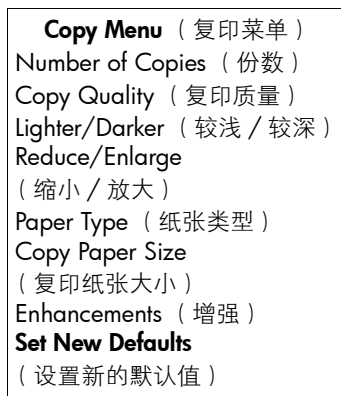 Copy Menu （复印菜单）
Number of Copies （份数）
Copy Quality （复印质量）
Lighter/Darker （较浅 / 较深）
Reduce/Enlarge
（缩小 / 放大）
Paper Type （纸张类型）
Copy Paper Size
（复印纸张大小）
Enhancements （增强）
Set New Defaults
（设置新的默认值）